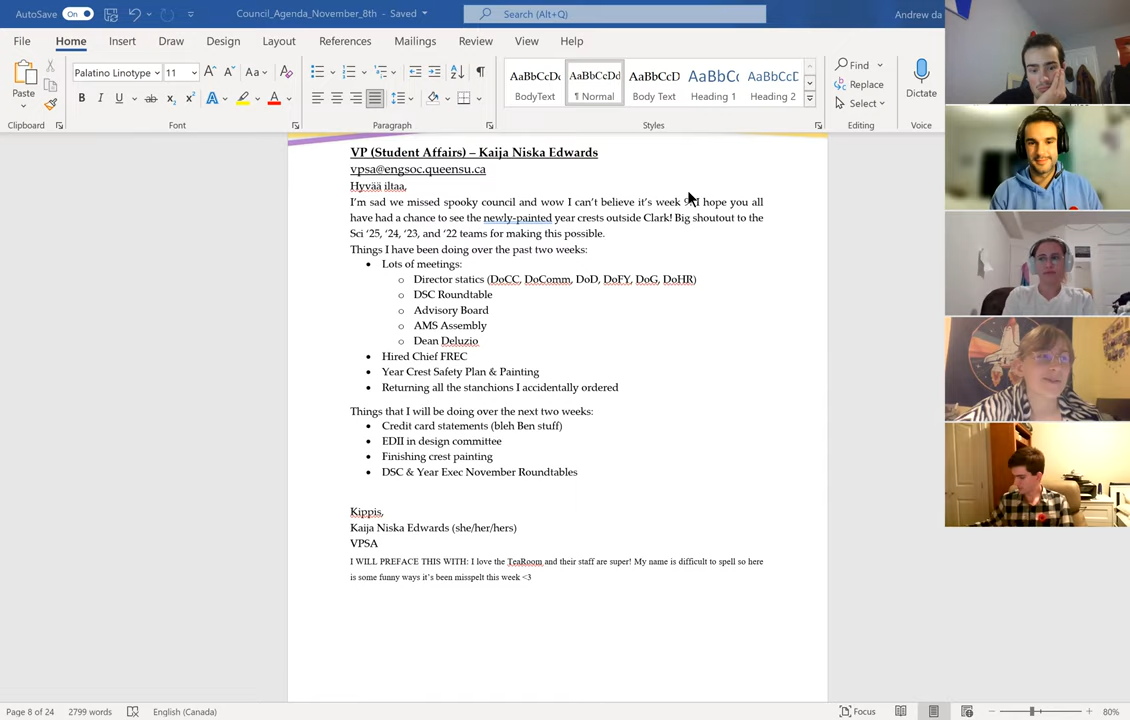 AutoSave On Council_Agenda_November_8th - Saved Search (Alt+Q) Andrew da
File Home Insert Draw Design Layout References Mailings Review View Help
Paste
Clipboard
Palatino Linotype 11
Font
Paragraph
AaBbCcDc AaBbCcDd AaBbCcD AaBbCc AaBbCcD
BodyText ¶ Normal Body Text Heading 1 Heading 2
Styles
Find
Replace
Select
Editing
Dictate
Voice
VP (Student Affairs) – Kaija Niska Edwards
vpsa@engsoc.queensu.ca
Hyvää iltaa,
I'm sad we missed spooky council and wow I can't believe it's week I hope you all
have had a chance to see the newly-painted year crests outside Clark! Big shoutout to the
Sci '25, '24, '23, and '22 teams for making this possible.
Things I have been doing over the past two weeks:
• Lots of meetings:
o Director statics (DoCC, DoComm, DoD, DoFY, DoG, DoHR)
o DSC Roundtable
o Advisory Board
o AMS Assembly
o Dean Deluzio
• Hired Chief FREC
• Year Crest Safety Plan & Painting
• Returning all the stanchions I accidentally ordered
Things that I will be doing over the next two weeks:
• Credit card statements (bleh Ben stuff)
• EDII in design committee
• Finishing crest painting
• DSC & Year Exec November Roundtables
Kippis,
Kaija Niska Edwards (she/her/hers)
VPSA
I WILL PREFACE THIS WITH: I love the TeaRoom and their staff are super! My name is difficult to spell so here
is some funny ways it's been misspelt this week <3
Page 8 of 24 2799 words English (Canada) Focus 80%